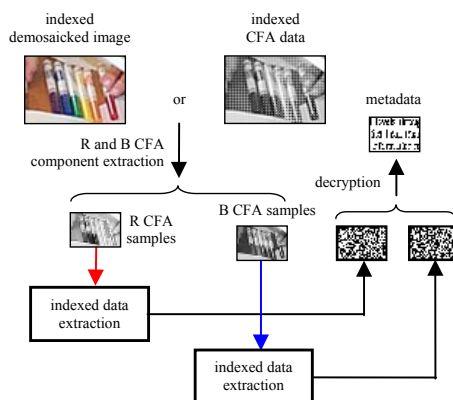 indexed
demosaicked image
or
indexed
CFA data
metadata
R and B CFA
component extraction
decryption
R CFA
samples
B CFA samples
indexed data
extraction
indexed data
extraction